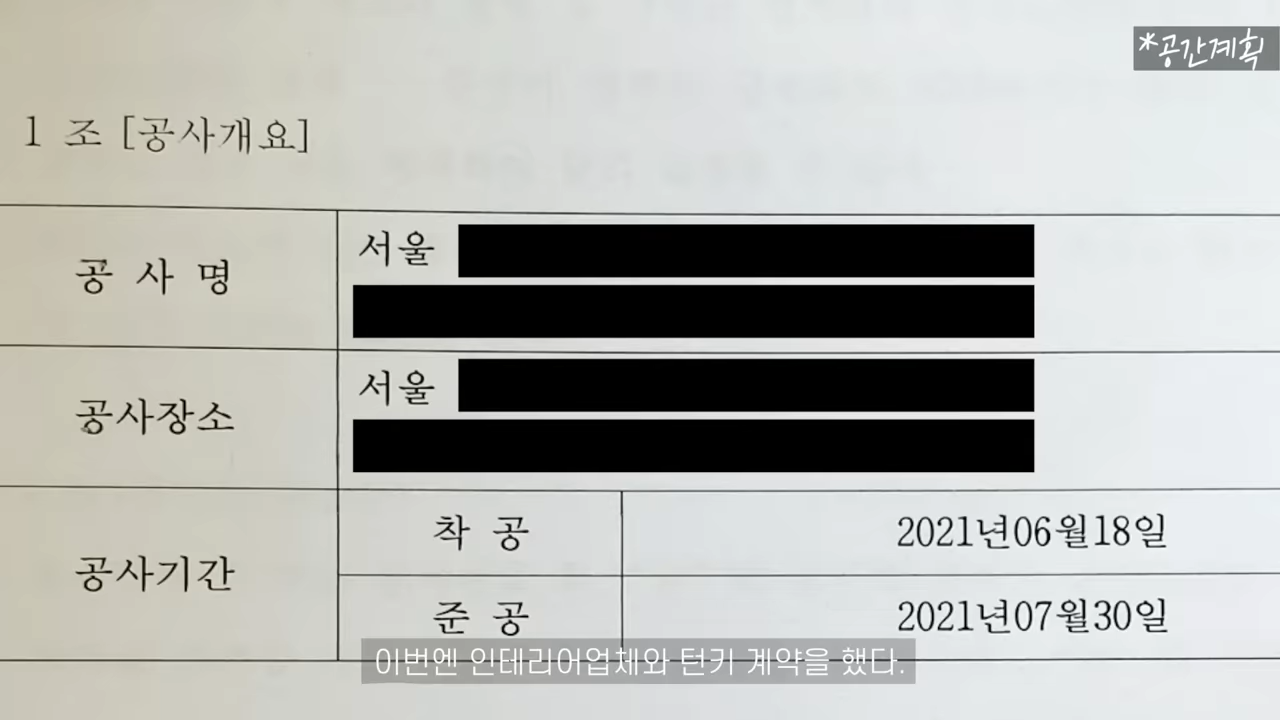 *공간계획
1 조 [공사개요]
공 사 명
서울
공사장소
서울
공사기간
착 공
2021년06월18일
준 공
2021년07월30일
이번엔 인테리어업체와 턴키 계약을 했다.